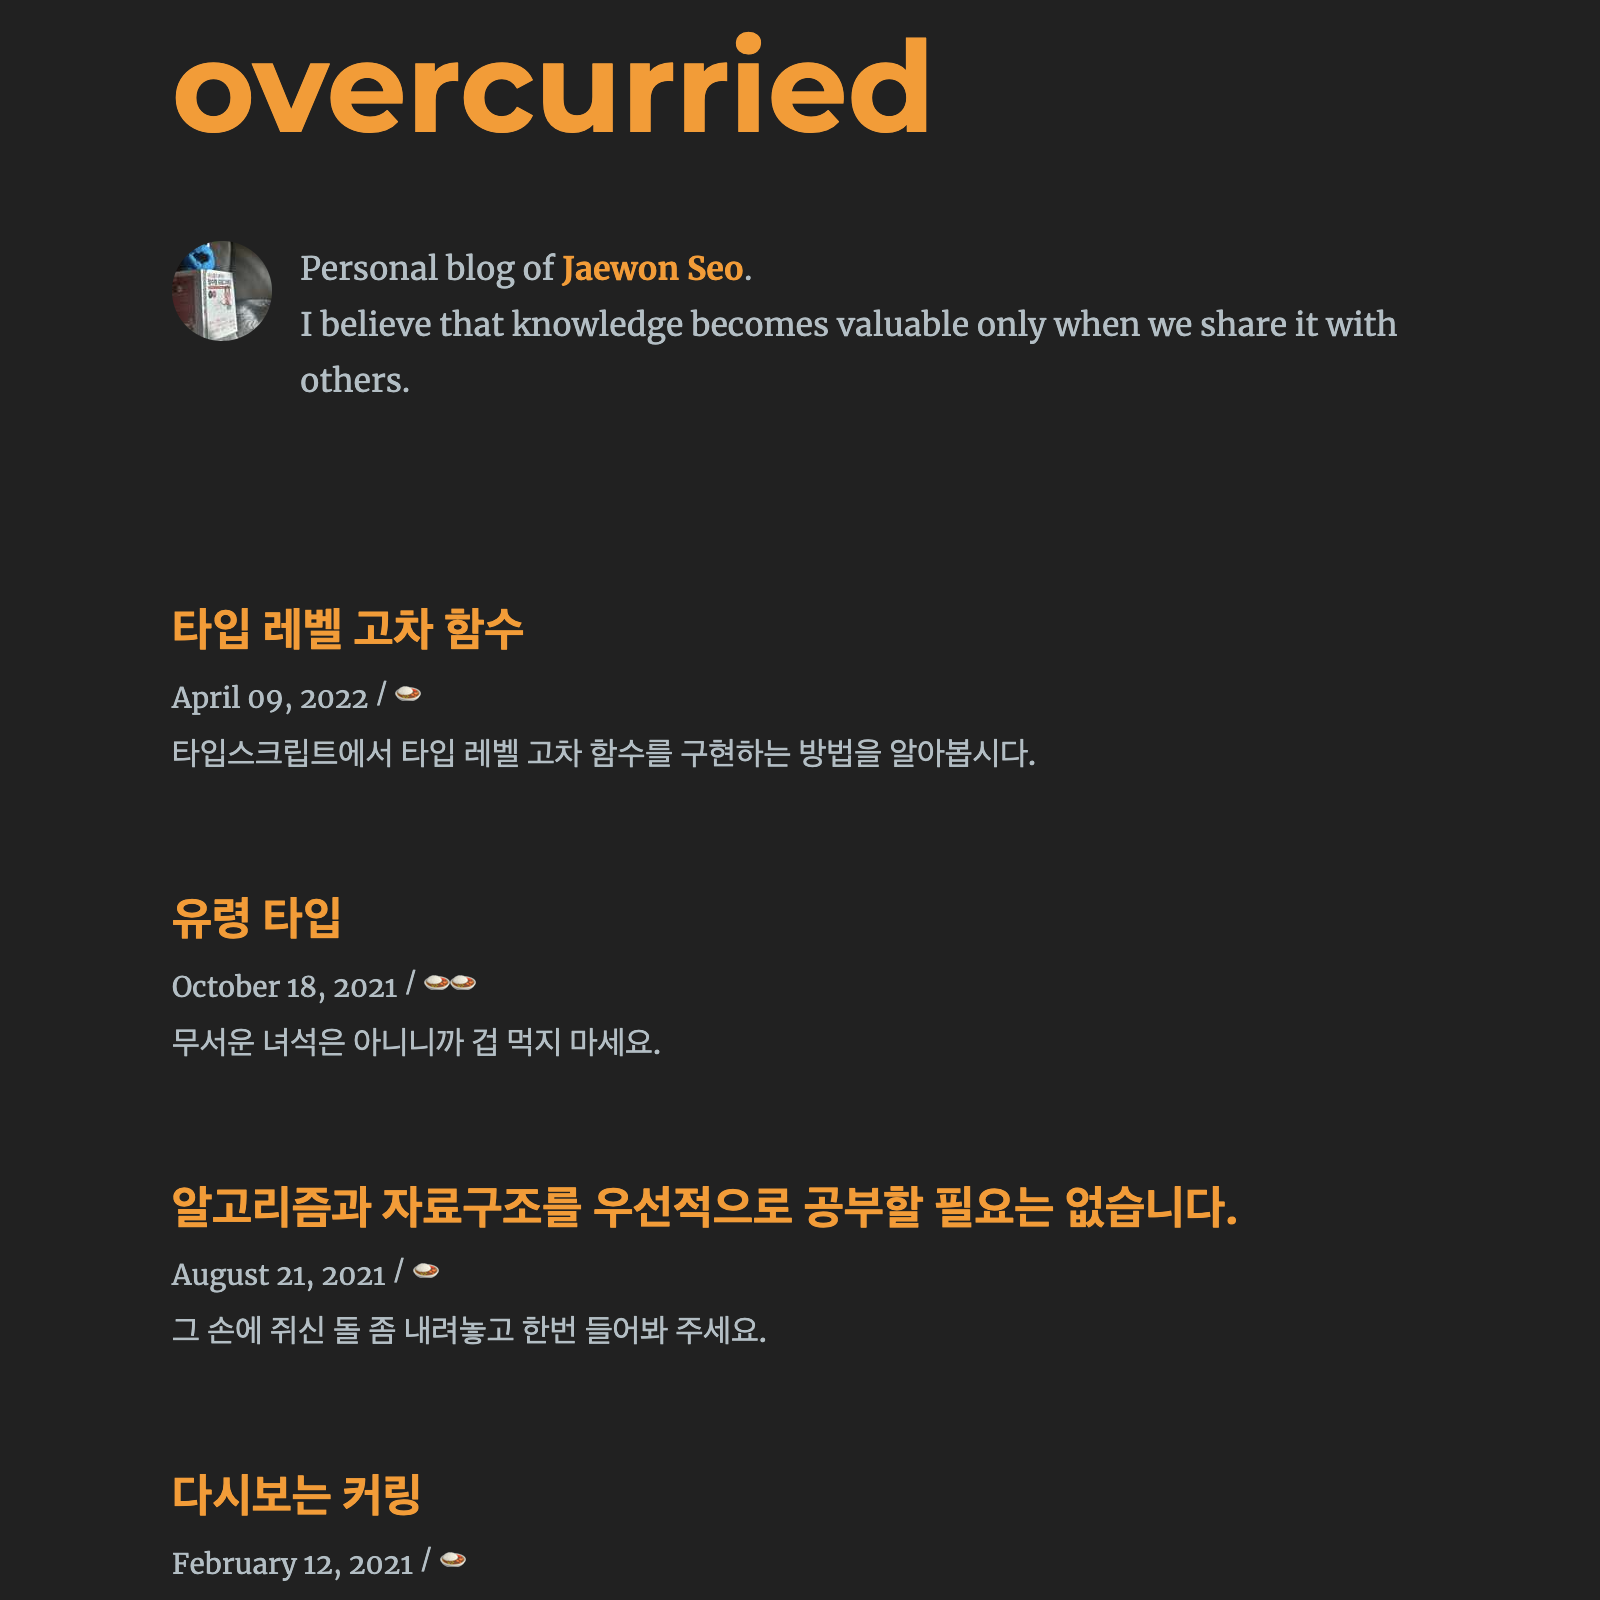 overcurried
Personal blog of Jaewon Seo.
I believe that knowledge becomes valuable only when we share it with
others.
타입 레벨 고차 함수
April 09, 2022 / 🍛
타입스크립트에서 타입 레벨 고차 함수를 구현하는 방법을 알아봅시다.
유령 타입
October 18, 2021 / 🍛🍛
무서운 녀석은 아니니까 겁 먹지 마세요.
알고리즘과 자료구조를 우선적으로 공부할 필요는 없습니다.
August 21, 2021 / 🍛
그 손에 쥐신 돌 좀 내려놓고 한번 들어봐 주세요.
다시보는 커링
February 12, 2021 / 🍛